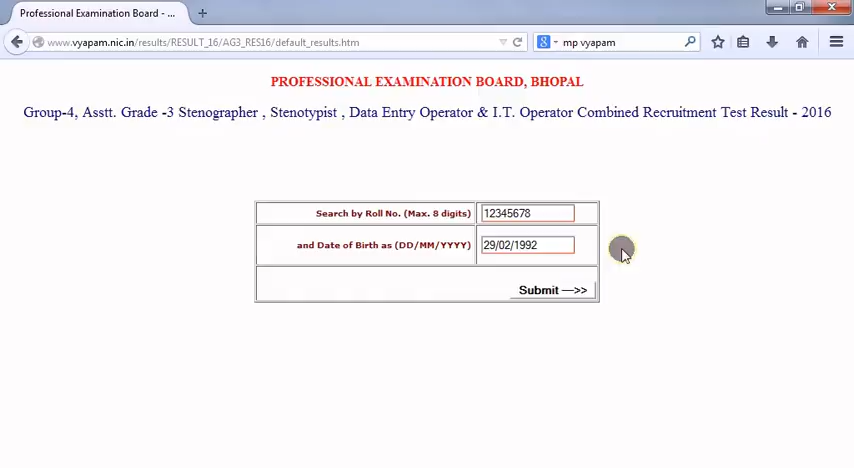 Professional Examination Board - ...
www.vyapam.nic.in/results/RESULT_16/AG3_RES16/default_results.htm
mp vyapam
PROFESSIONAL EXAMINATION BOARD, BHOPAL
Group-4, Asstt. Grade -3 Stenographer , Stenotypist , Data Entry Operator & I.T. Operator Combined Recruitment Test Result - 2016
Search by Roll No. (Max. 8 digits) 12345678
and Date of Birth as (DD/MM/YYYY) 29/02/1992
Submit —>>